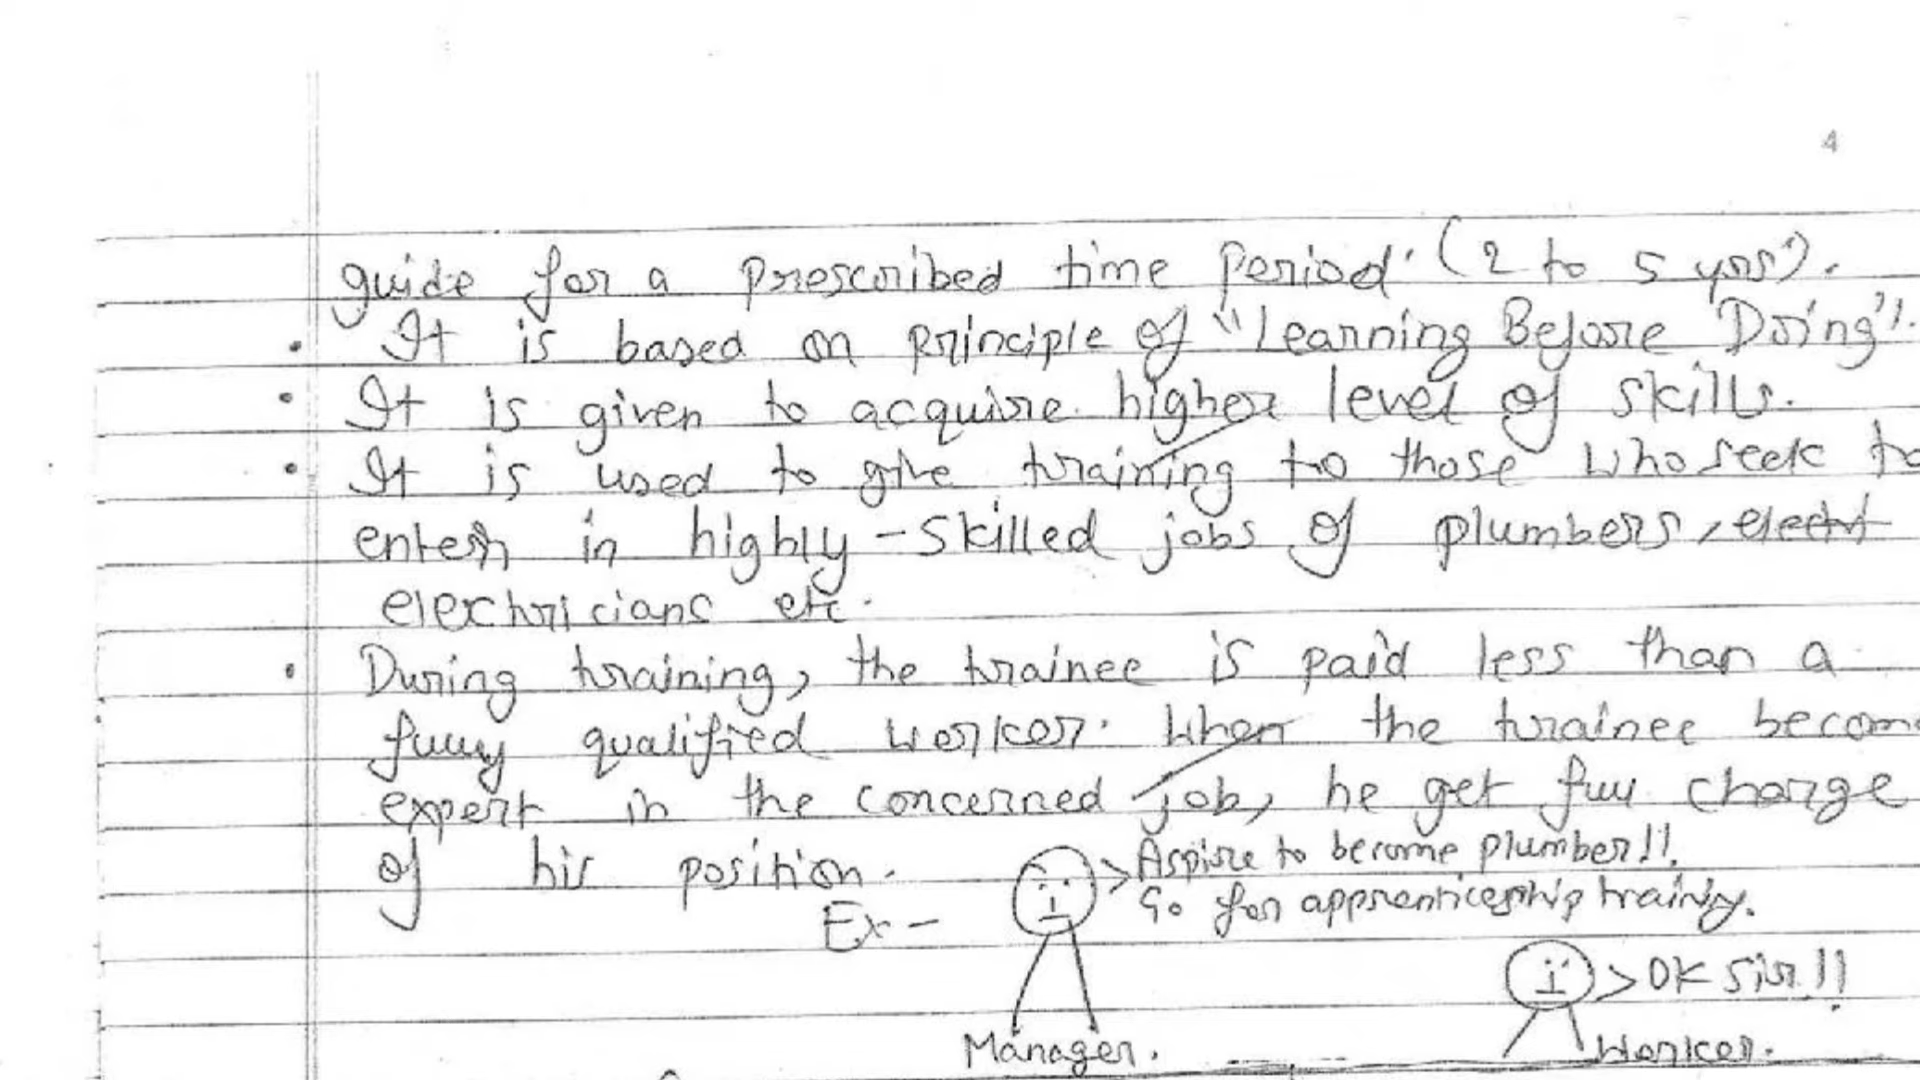 4
guide for a prescribed time period. (2 to 5 yrs).
• It is based on principle of "Learning Before Doing".
• It is given to acquire higher level of skills.
• It is used to give training to those who seek to
enter in highly-skilled jobs of plumbers, elect
electricians etc.
• During training, the trainee is paid less than a
fully qualified worker. When the trainee becom
expert in the concerned job, he get full charge
of his position.
Ex-
>Aspire to become plumber!!
Go for apprenticeship training.
>OK Sir!!
Manager.
Worker.